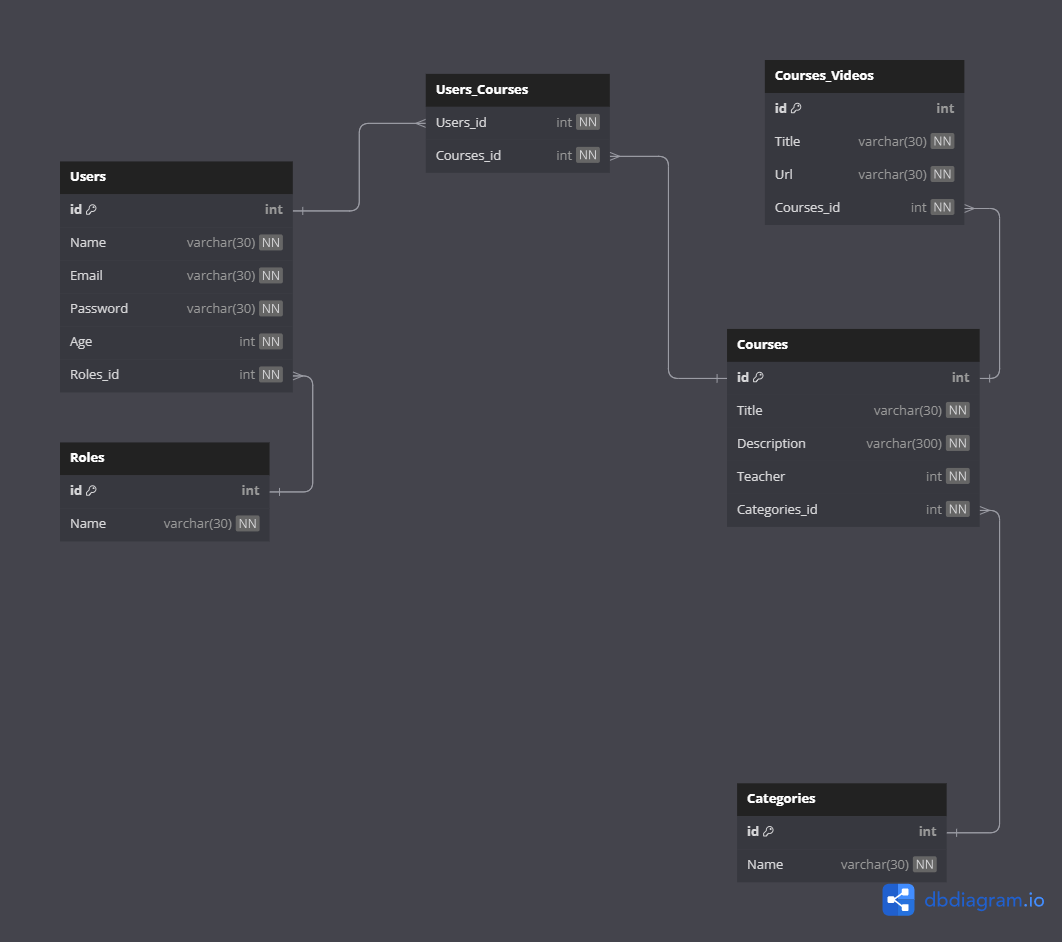 Users_Courses
Users_id int NN
Courses_id int NN
Courses_Videos
id int
Title varchar(30) NN
Url varchar(30) NN
Courses_id int NN
Users
id int
Name varchar(30) NN
Email varchar(30) NN
Password varchar(30) NN
Age int NN
Roles_id int NN
Courses
id int
Title varchar(30) NN
Description varchar(300) NN
Teacher int NN
Categories_id int NN
Roles
id int
Name varchar(30) NN
Categories
id int
Name varchar(30) NN
dbdiagram.io